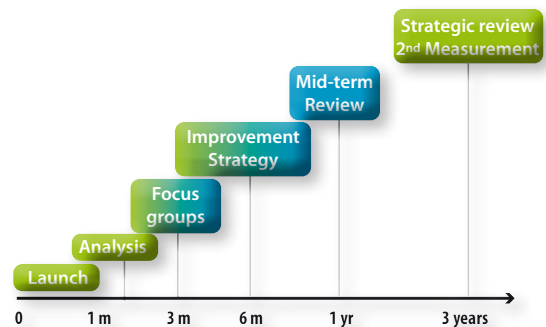 Strategic review
2nd Measurement
Mid-term
Review
Improvement
Strategy
Focus
groups
Analysis
Launch
0 1 m 3 m 6 m 1 yr 3 years